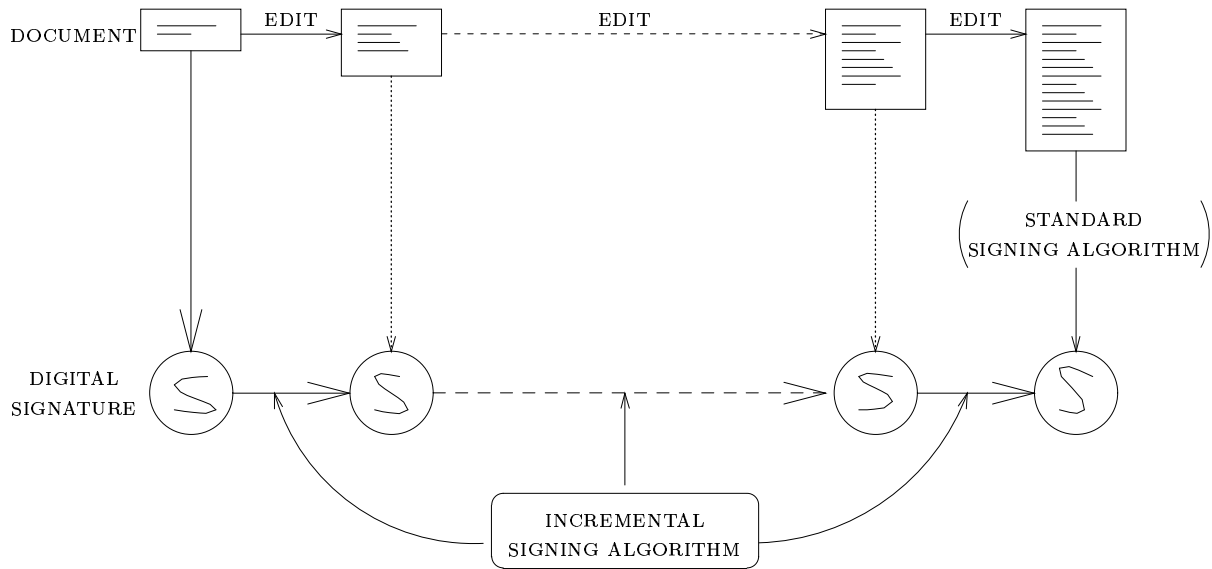 DOCUMENT
EDIT
EDIT
EDIT
STANDARD
SIGNING ALGORITHM
DIGITAL
SIGNATURE
S
S
S
S
INCREMENTAL
SIGNING ALGORITHM